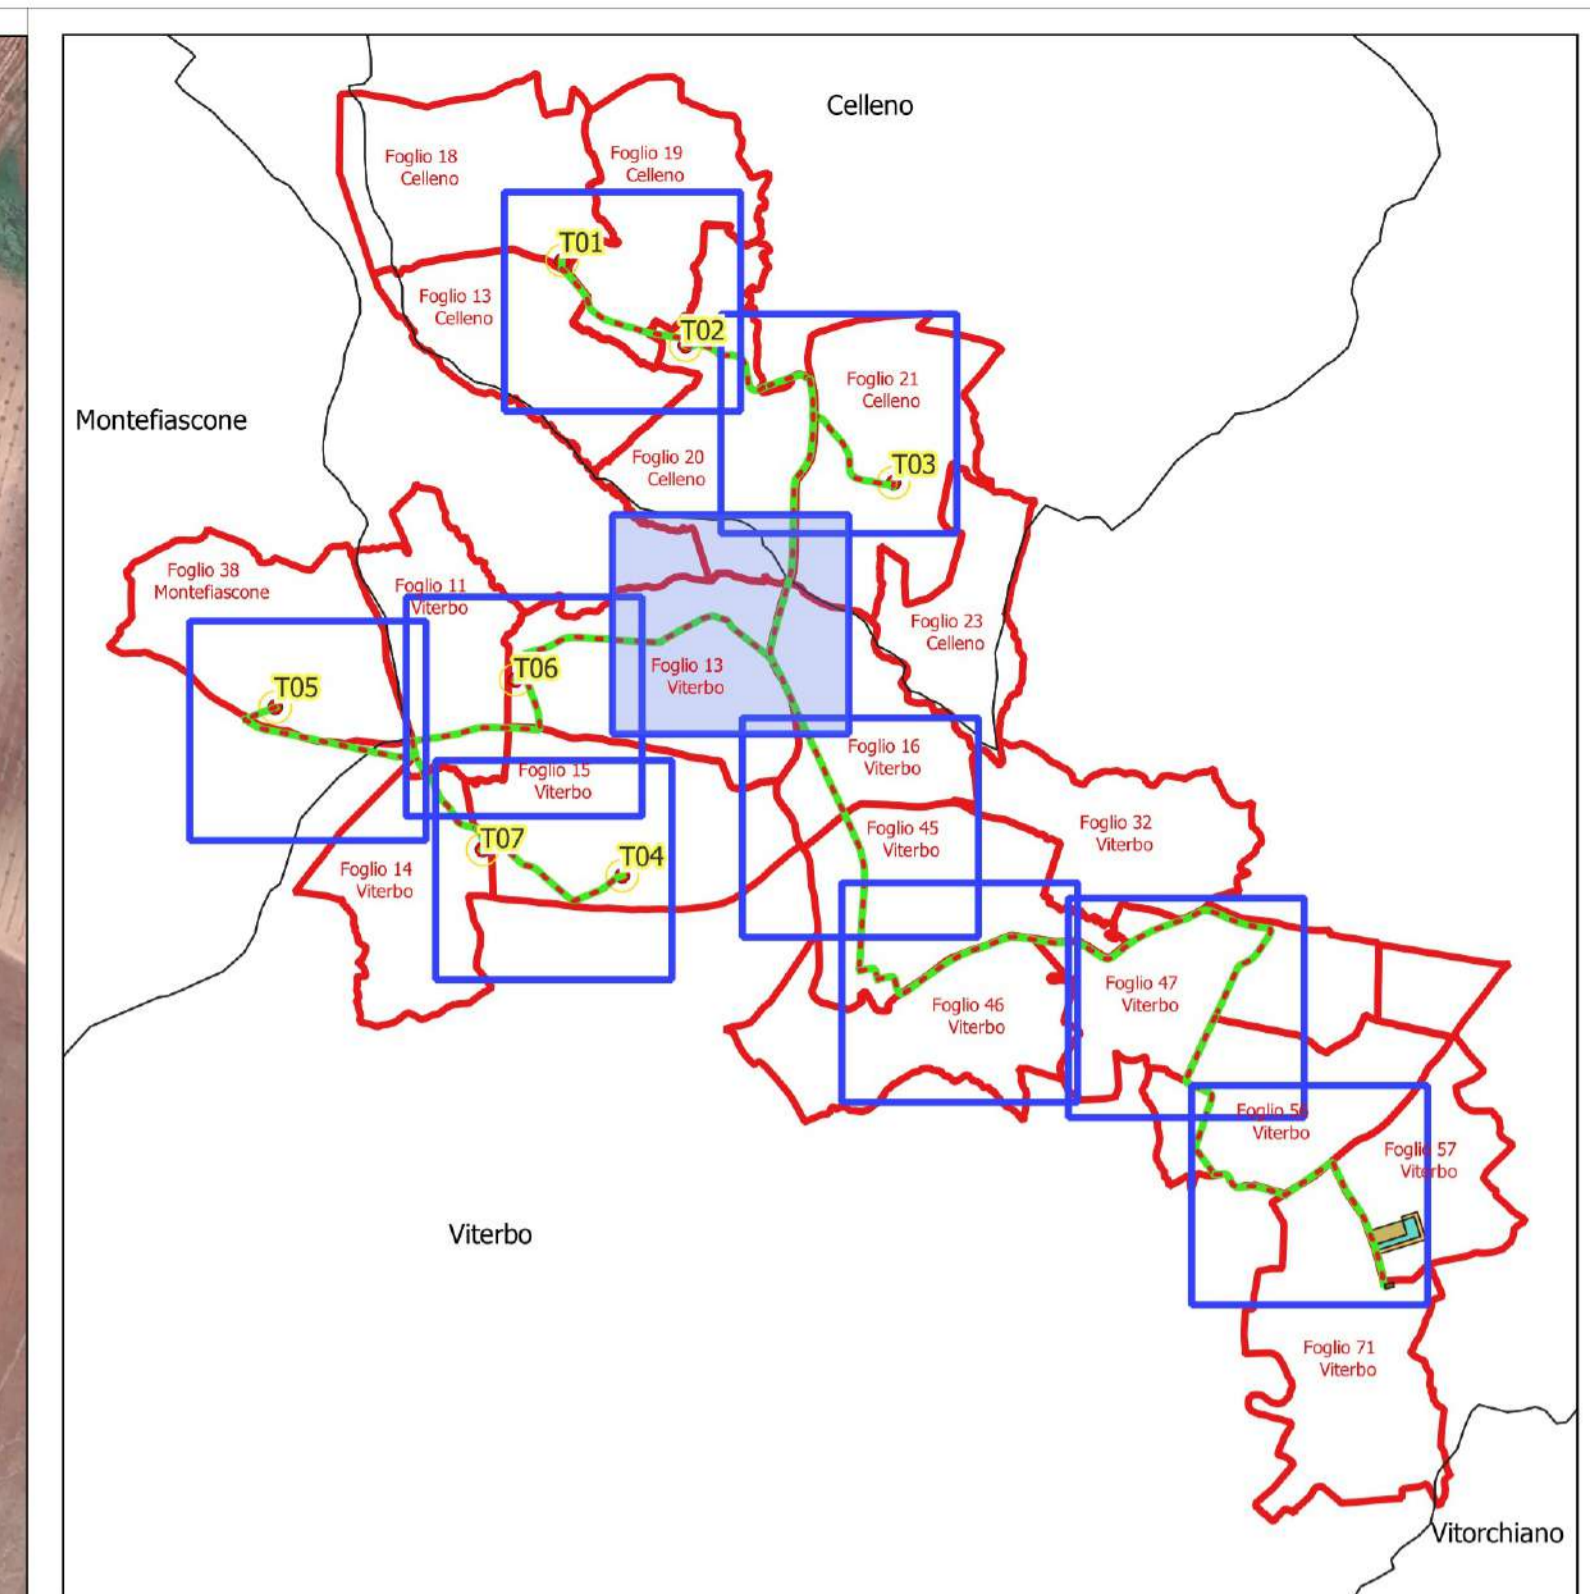 Celleno
Foglio 18
Celleno
Foglio 19
Celleno
T01
Foglio 13
Celleno
T02
Foglio 21
Celleno
Montefiascone
Foglio 20
Celleno
T03
Foglio 38
Montefiascone
Foglio 11
Viterbo
Foglio 23
Celleno
T06
Foglio 13
Viterbo
T05
Foglio 16
Viterbo
Foglio 15
Viterbo
Foglio 45
Viterbo
Foglio 32
Viterbo
T07
T04
Foglio 14
Viterbo
Foglio 47
Viterbo
Foglio 46
Viterbo
Foglio 56
Viterbo
Foglio 57
Viterbo
Viterbo
Foglio 71
Viterbo
Vitorchiano